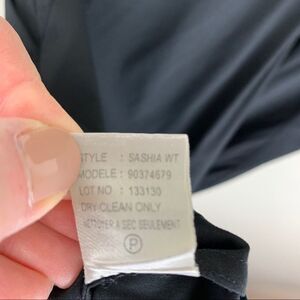 STYLE : SASHIA WT
MODELE : 90374679
LOT NO : 133130
DRY CLEAN ONLY
NETTOYER A SEC SEULEMENT
P